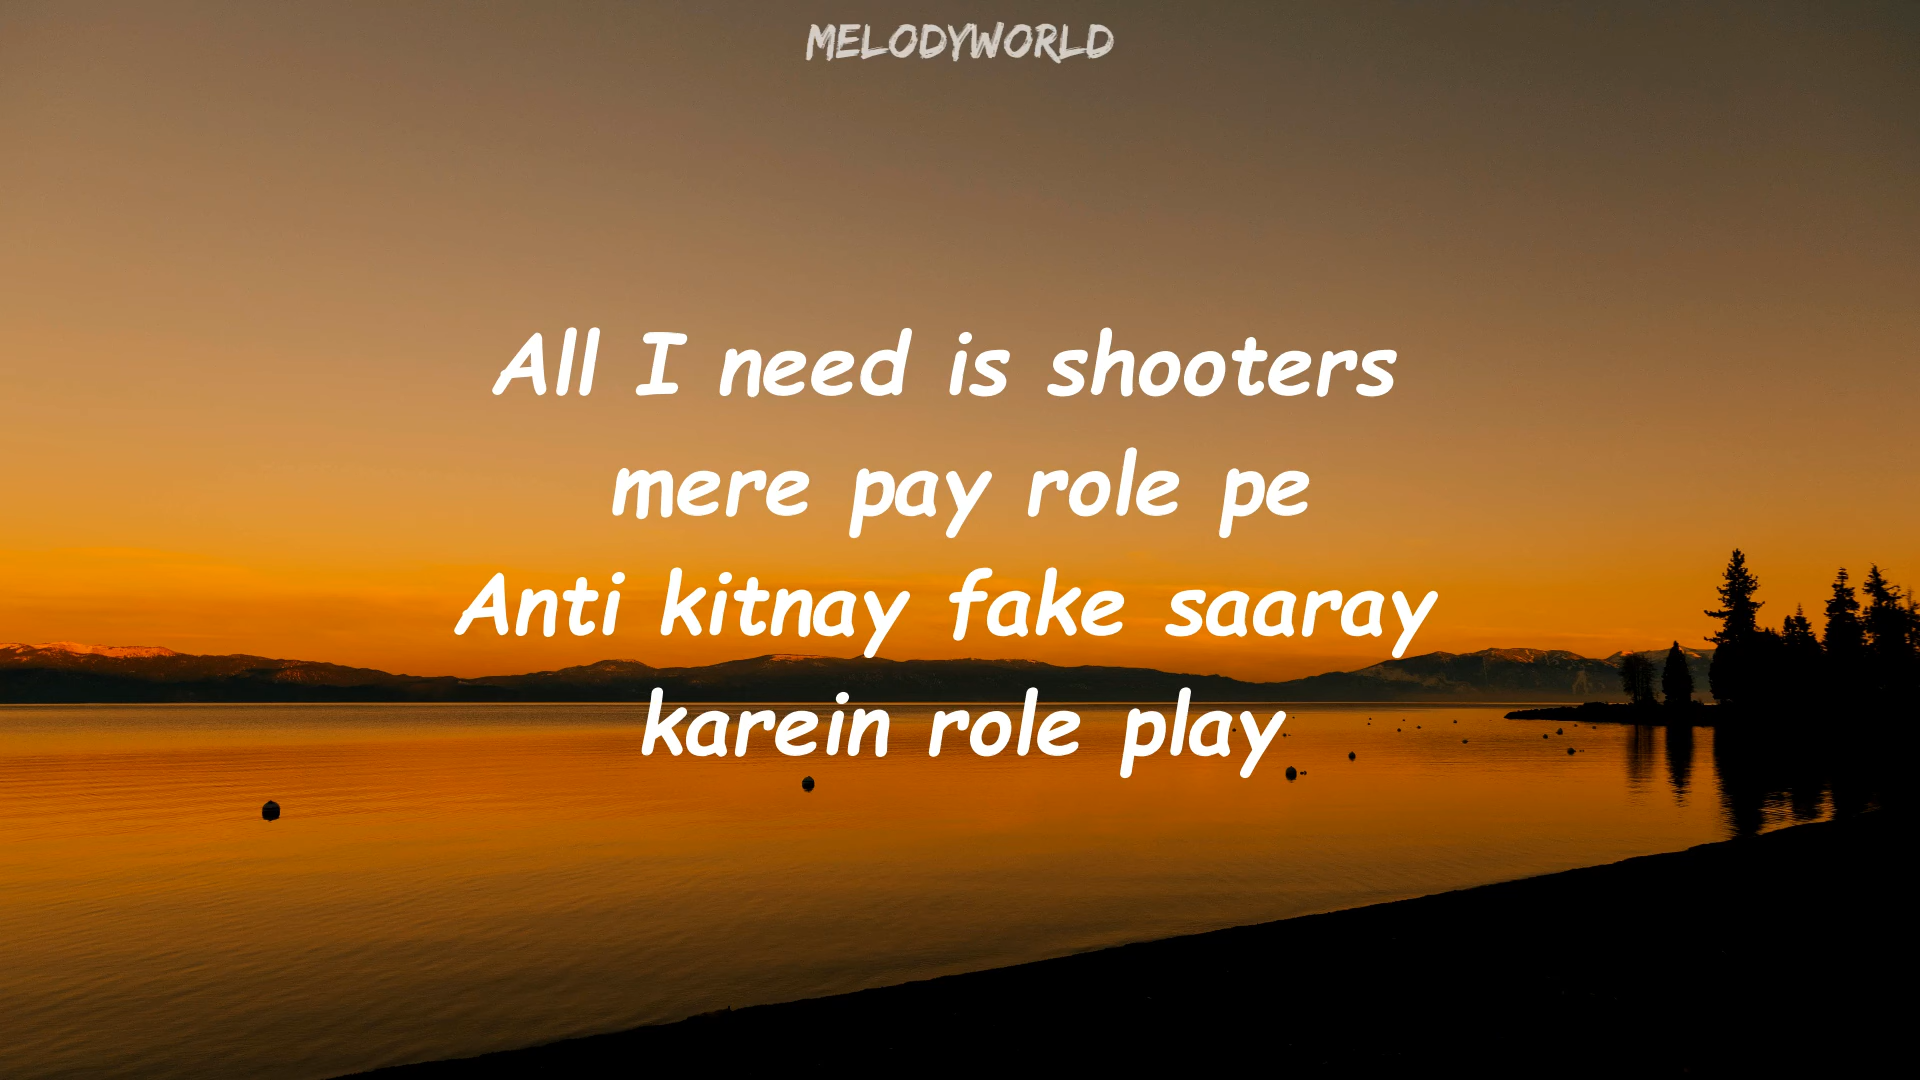 MELODYWORLD
All I need is shooters
mere pay role pe
Anti kitnay fake saaray
karein role play